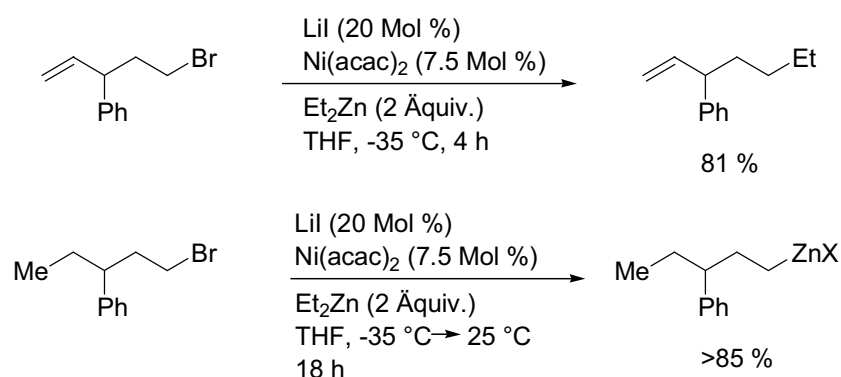 LiI (20 Mol %)
Br
Ni(acac)2 (7.5 Mol %)
Et
Ph
Et2Zn (2 Äquiv.)
Ph
THF, -35 °C, 4 h
81 %
LiI (20 Mol %)
ZnX
Br
Ni(acac)2 (7.5 Mol %)
Me
Me
Ph
Et2Zn (2 Äquiv.)
Ph
THF, -35 °C → 25 °C
18 h
>85 %